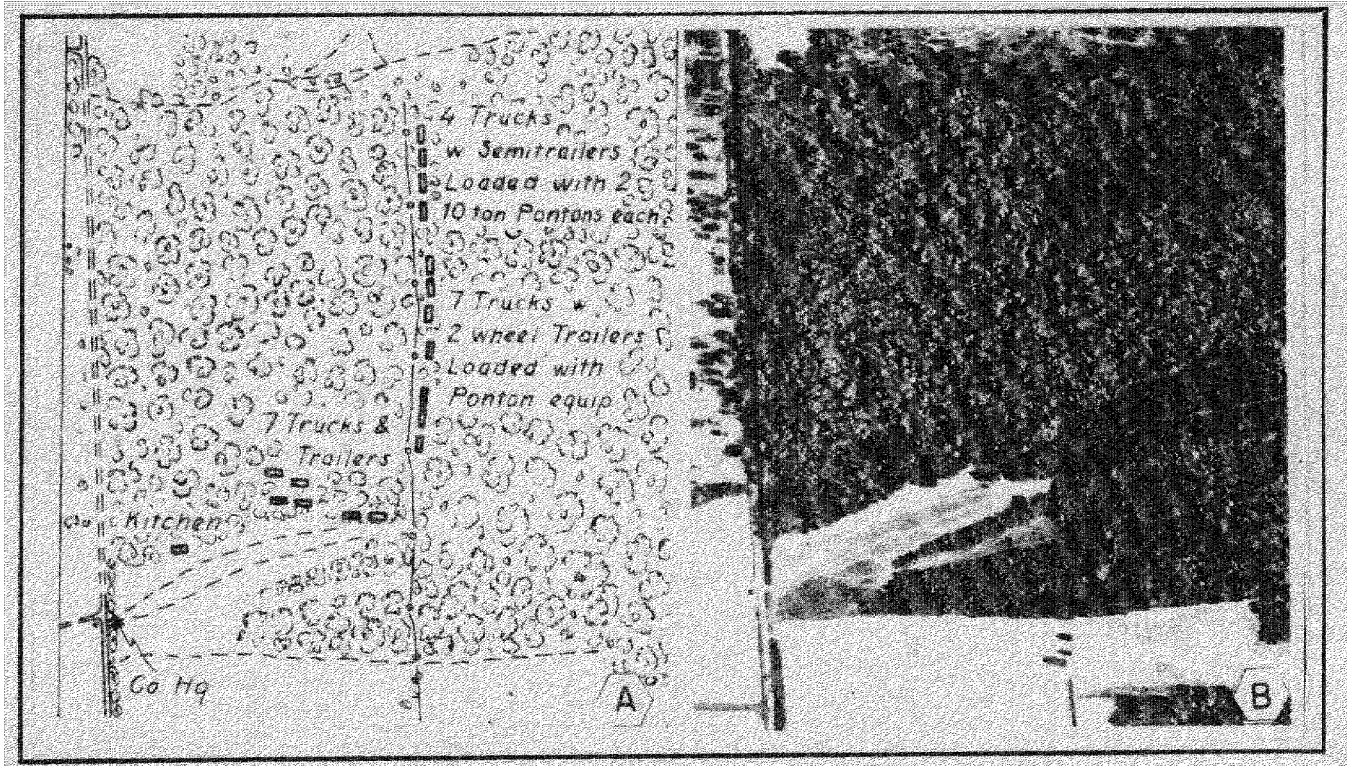 4 Trucks
w Semitrailers
Loaded with 2
10 ton Pontons each
7 Trucks w
2 wheel Trailers
Loaded with
Ponton equip
7 Trucks &
Trailers
Kitchen
Co Hq
A
B